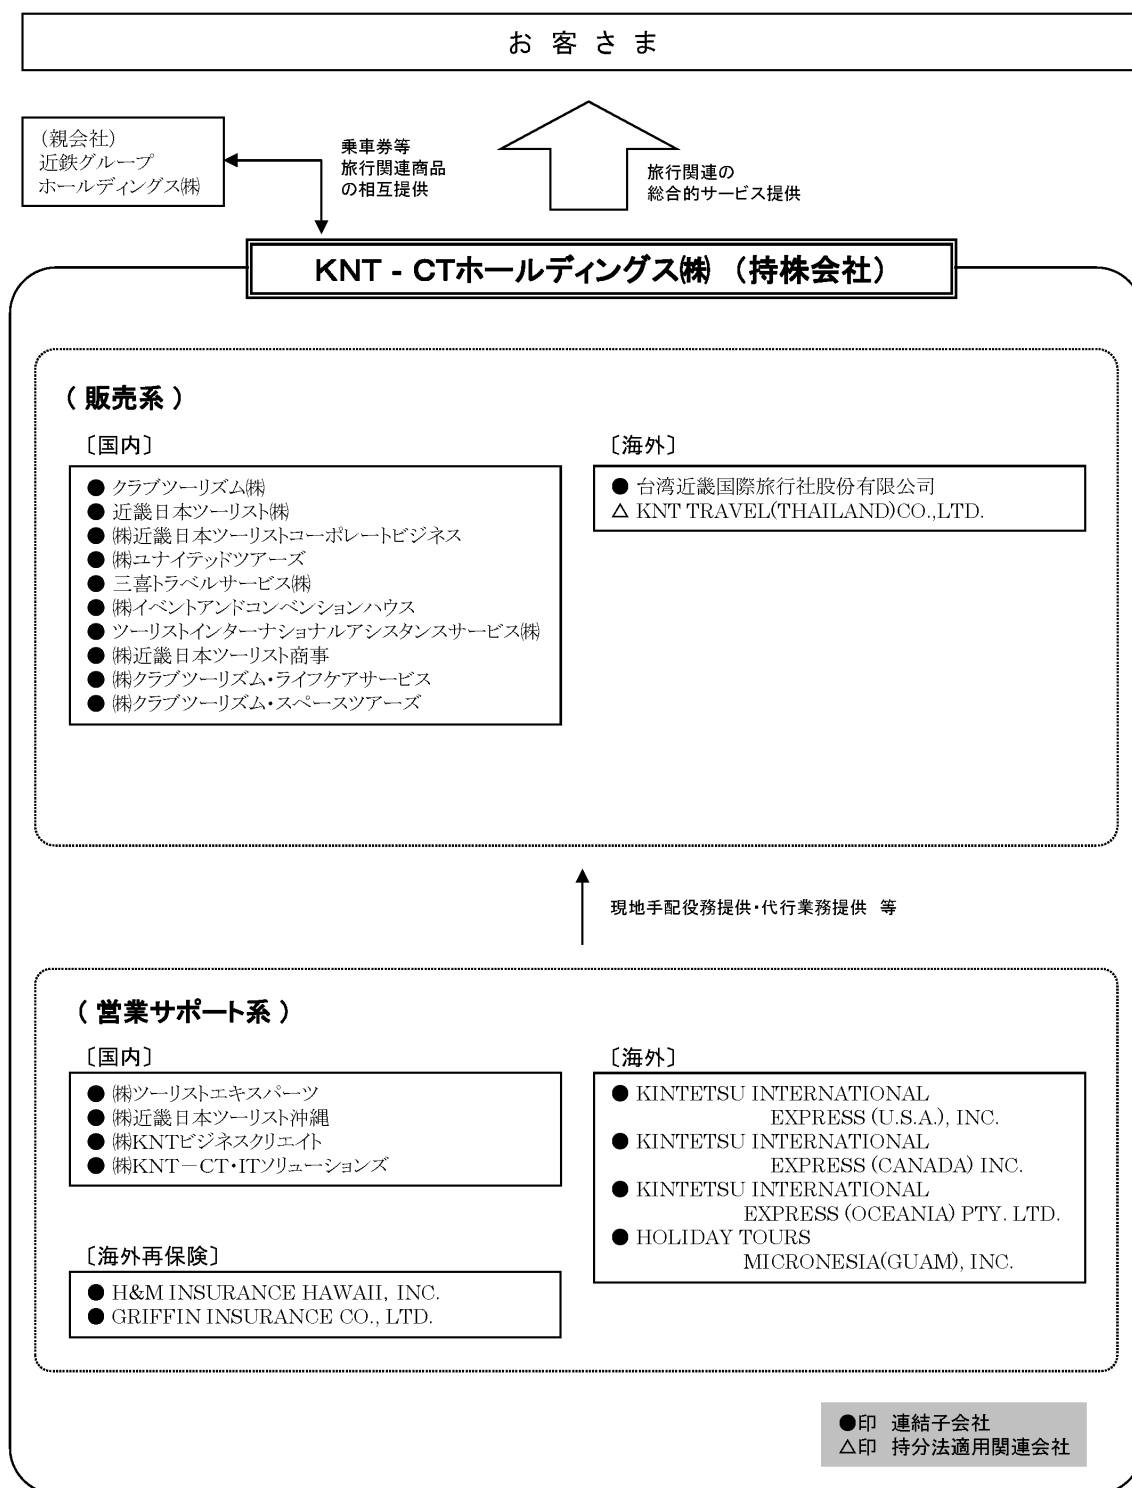 お 客 さ ま
（親会社）
近鉄グループ
ホールディングス㈱
乗車券等
旅行関連商品
の相互提供
旅行関連の
総合的サービス提供
KNT - CTホールディングス㈱ （持株会社）
（ 販売系 ）
〔国内〕
● クラブツーリズム㈱
● 近畿日本ツーリスト㈱
● ㈱近畿日本ツーリストコーポレートビジネス
● ㈱ユナイテッドツアーズ
● 三喜トラベルサービス㈱
● ㈱イベントアンドコンベンションハウス
● ツーリストインターナショナルアシスタンスサービス㈱
● ㈱近畿日本ツーリスト商事
● ㈱クラブツーリズム・ライフケアサービス
● ㈱クラブツーリズム・スペースツアーズ
〔海外〕
● 台湾近畿国際旅行社股份有限公司
△ KNT TRAVEL(THAILAND)CO.,LTD.
現地手配役務提供・代行業務提供 等
（ 営業サポート系 ）
〔国内〕
● ㈱ツーリストエキスパーツ
● ㈱近畿日本ツーリスト沖縄
● ㈱KNTビジネスクリエイト
● ㈱KNT－CT・ITソリューションズ
〔海外再保険〕
● H&M INSURANCE HAWAII, INC.
● GRIFFIN INSURANCE CO., LTD.
〔海外〕
● KINTETSU INTERNATIONAL
EXPRESS (U.S.A.), INC.
● KINTETSU INTERNATIONAL
EXPRESS (CANADA) INC.
● KINTETSU INTERNATIONAL
EXPRESS (OCEANIA) PTY. LTD.
● HOLIDAY TOURS
MICRONESIA(GUAM), INC.
●印 連結子会社
△印 持分法適用関連会社